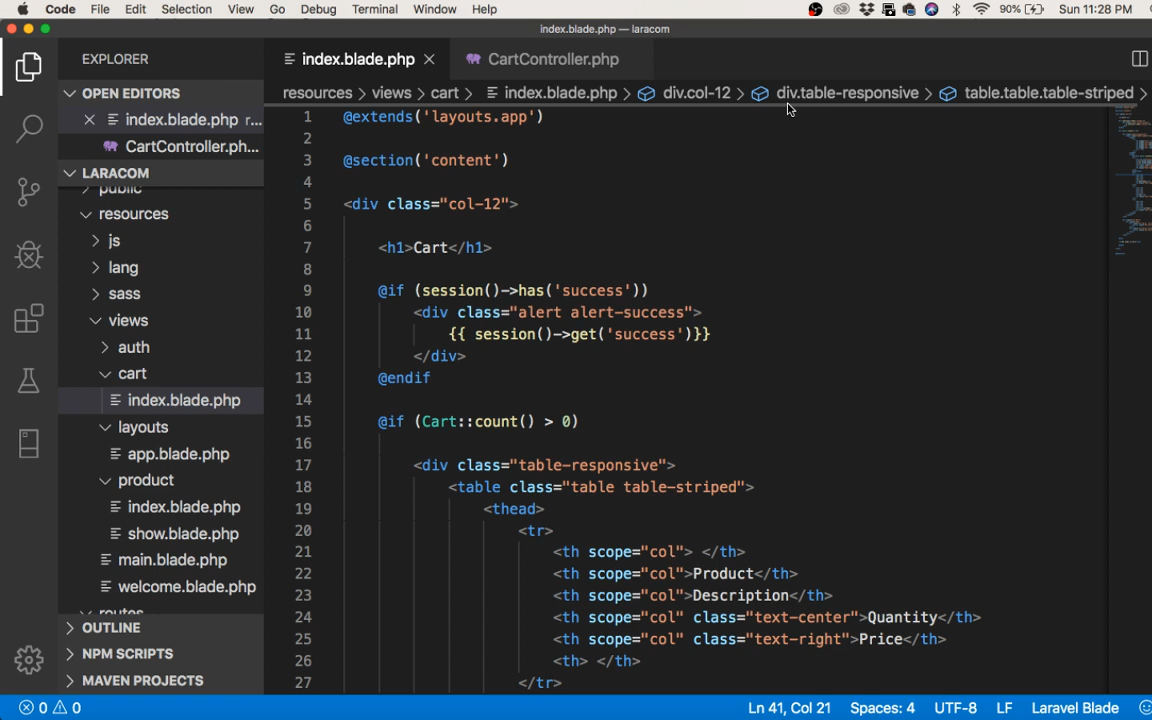 Code File Edit Selection View Go Debug Terminal Window Help 90% Sun 11:28 PM
index.blade.php — laracom
EXPLORER
index.blade.php CartController.php
OPEN EDITORS
resources > views > cart > index.blade.php > div.col-12 > div.table-responsive > table.table.table-striped >
index.blade.php r...
CartController.ph...
LARACOM
public
resources
js
lang
sass
views
auth
cart
index.blade.php
layouts
app.blade.php
product
index.blade.php
show.blade.php
main.blade.php
welcome.blade.php
routes
OUTLINE
NPM SCRIPTS
MAVEN PROJECTS
1 @extends('layouts.app')
2
3 @section('content')
4
5 <div class="col-12">
6
7 <h1>Cart</h1>
8
9 @if (session()->has('success'))
10 <div class="alert alert-success">
11 {{ session()->get('success')}}
12 </div>
13 @endif
14
15 @if (Cart::count() > 0)
16
17 <div class="table-responsive">
18 <table class="table table-striped">
19 <thead>
20 <tr>
21 <th scope="col"> </th>
22 <th scope="col">Product</th>
23 <th scope="col">Description</th>
24 <th scope="col" class="text-center">Quantity</th>
25 <th scope="col" class="text-right">Price</th>
26 <th> </th>
27 </tr>
0 0 Ln 41, Col 21 Spaces: 4 UTF-8 LF Laravel Blade